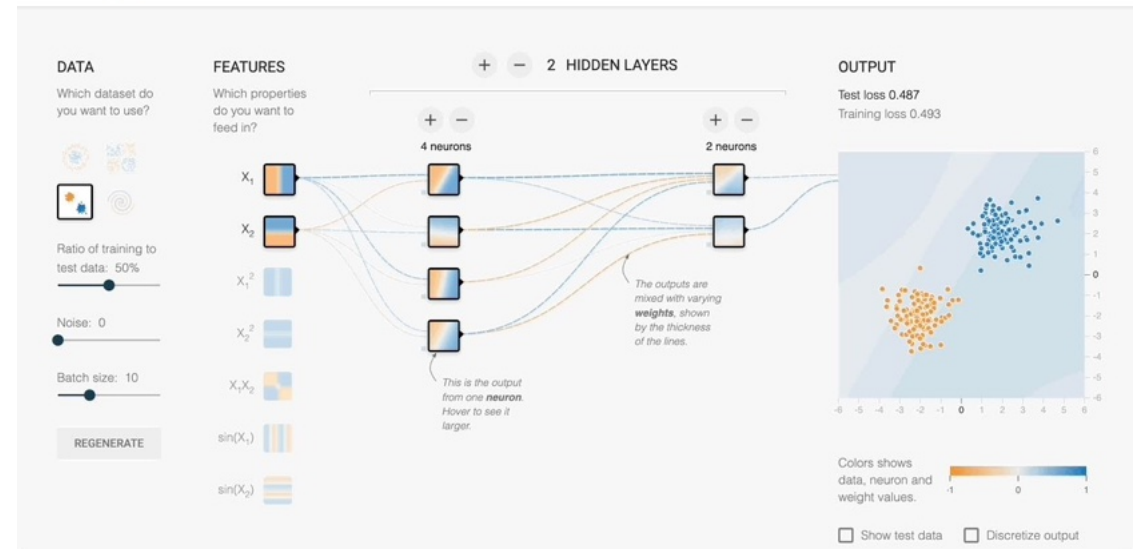 DATA
Which dataset do
you want to use?
Ratio of training to
test data: 50%
Noise: 0
Batch size: 10
REGENERATE
FEATURES
Which properties
do you want to
feed in?
X₁
X₂
X₁²
X₂²
X₁X₂
sin(X₁)
sin(X₂)
+ − 2 HIDDEN LAYERS
+ −
4 neurons
+ −
2 neurons
This is the output
from one neuron.
Hover to see it
larger.
The outputs are
mixed with varying
weights, shown
by the thickness
of the lines.
OUTPUT
Test loss 0.487
Training loss 0.493
6
5
4
3
2
1
0
-1
-2
-3
-4
-5
-6
-6 -5 -4 -3 -2 -1 0 1 2 3 4 5 6
Colors shows
data, neuron and
weight values.
-1 0 1
Show test data Discretize output